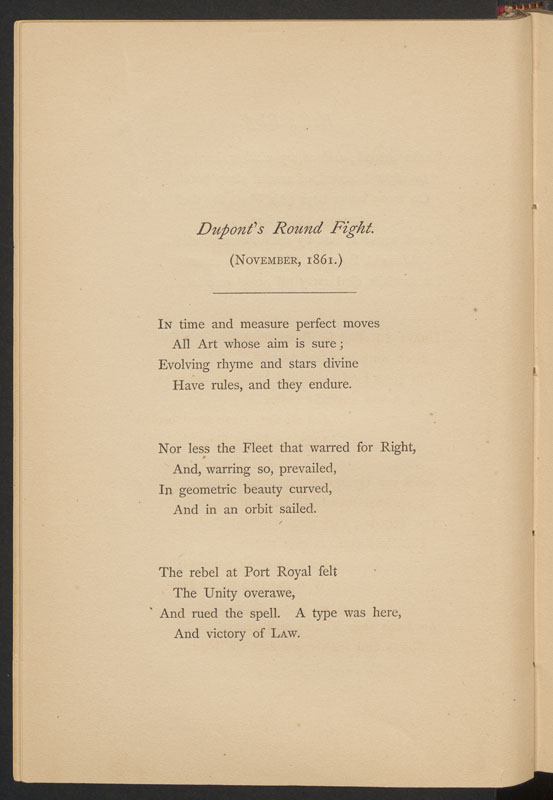 Dupont's Round Fight.
(November, 1861.)
In time and measure perfect moves
All Art whose aim is sure;
Evolving rhyme and stars divine
Have rules, and they endure.
Nor less the Fleet that warred for Right,
And, warring so, prevailed,
In geometric beauty curved,
And in an orbit sailed.
The rebel at Port Royal felt
The Unity overawe,
And rued the spell. A type was here,
And victory of Law.